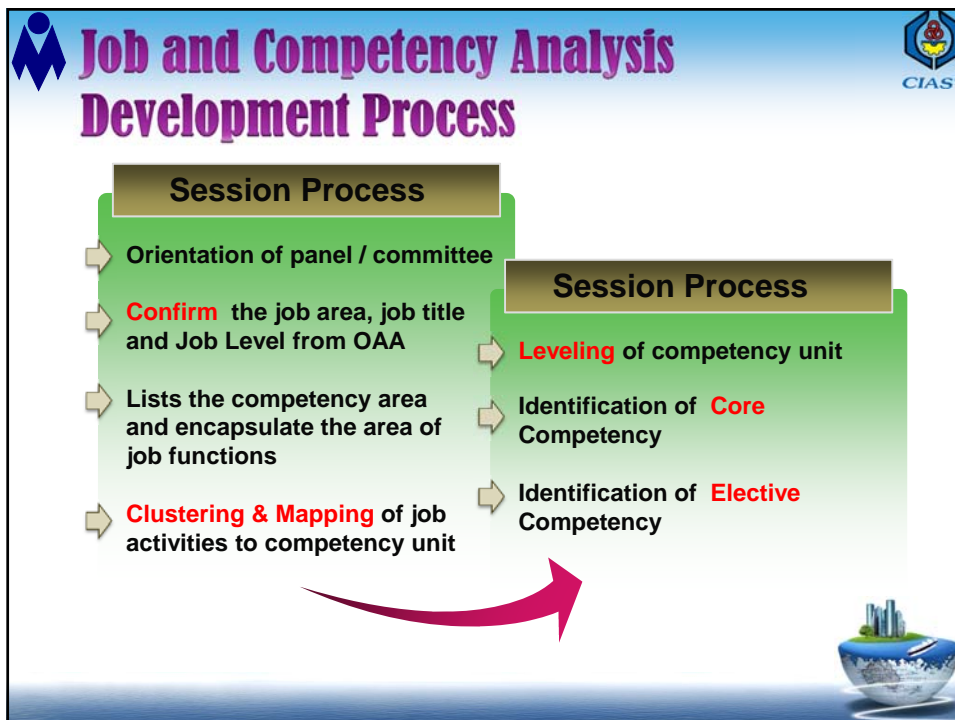 Job and Competency Analysis
Development Process
CIAST
Session Process
Orientation of panel / committee
Confirm the job area, job title
and Job Level from OAA
Lists the competency area
and encapsulate the area of
job functions
Clustering & Mapping of job
activities to competency unit
Session Process
Leveling of competency unit
Identification of Core
Competency
Identification of Elective
Competency